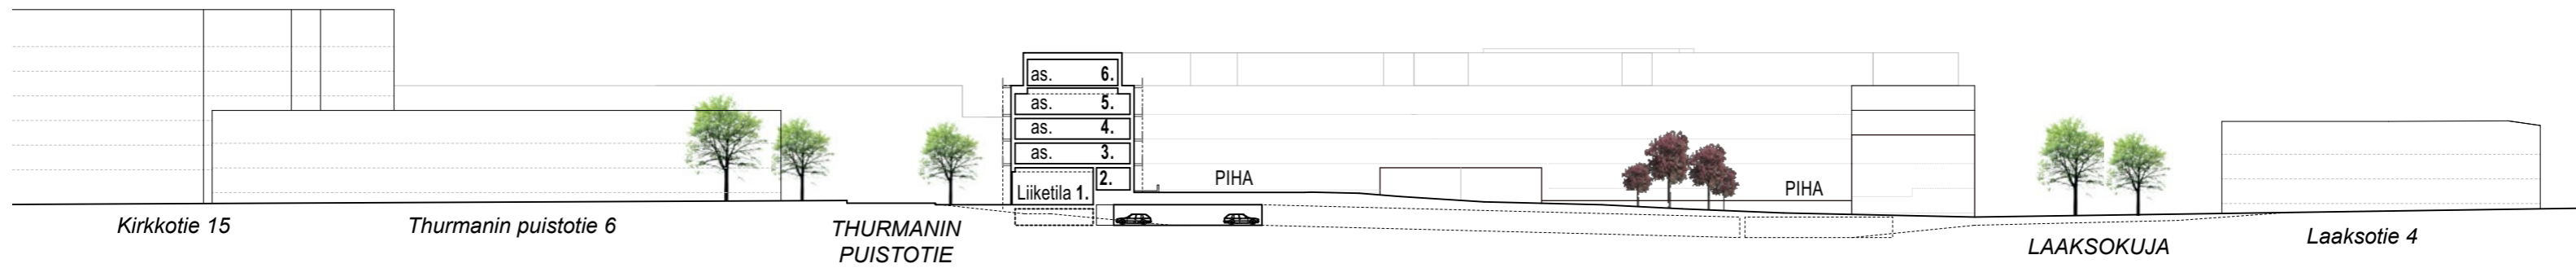 as. 6.
as. 5.
as. 4.
as. 3.
2.
Liiketila 1.
PIHA
PIHA
Kirkkotie 15
Thurmanin puistotie 6
THURMANIN
PUISTOTIE
LAAKSOKUJA
Laaksotie 4